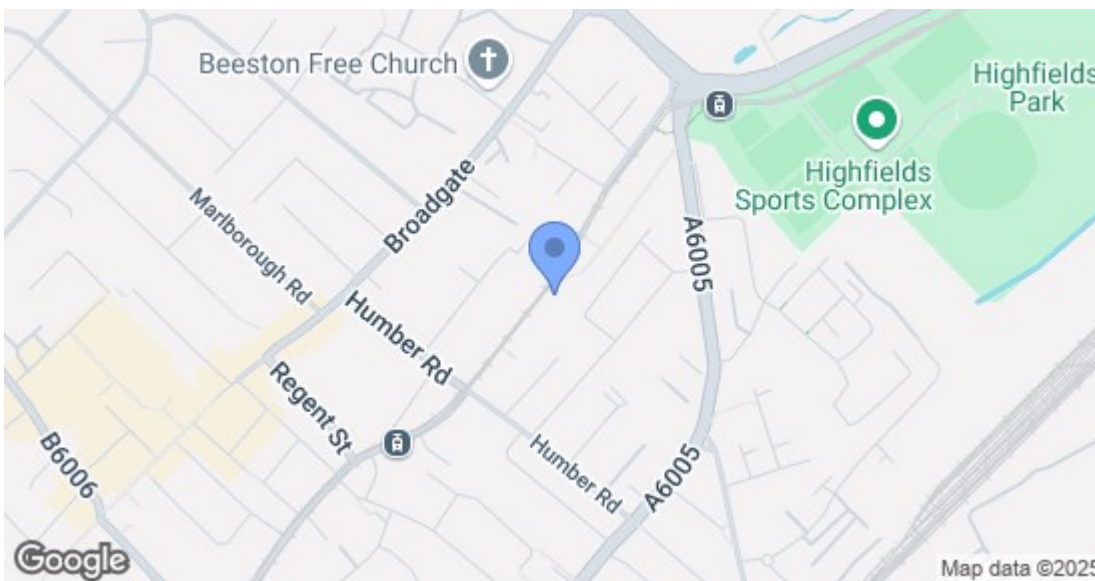 Beeston Free Church
Highfields
Park
Highfields
Sports Complex
Broadgate
Marlborough Rd
A6005
Humber Rd
Regent St
B6006
Humber Rd
A6005
Google
Map data ©2025